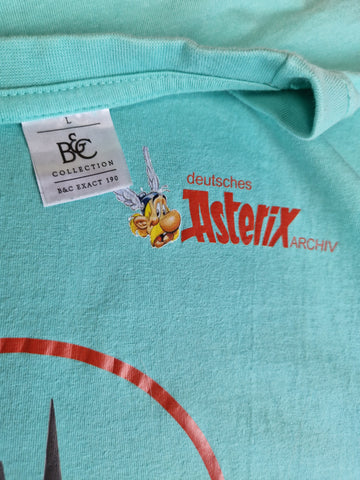 L
B&C
COLLECTION
B&C EXACT 190
deutsches
Asterix
ARCHIV